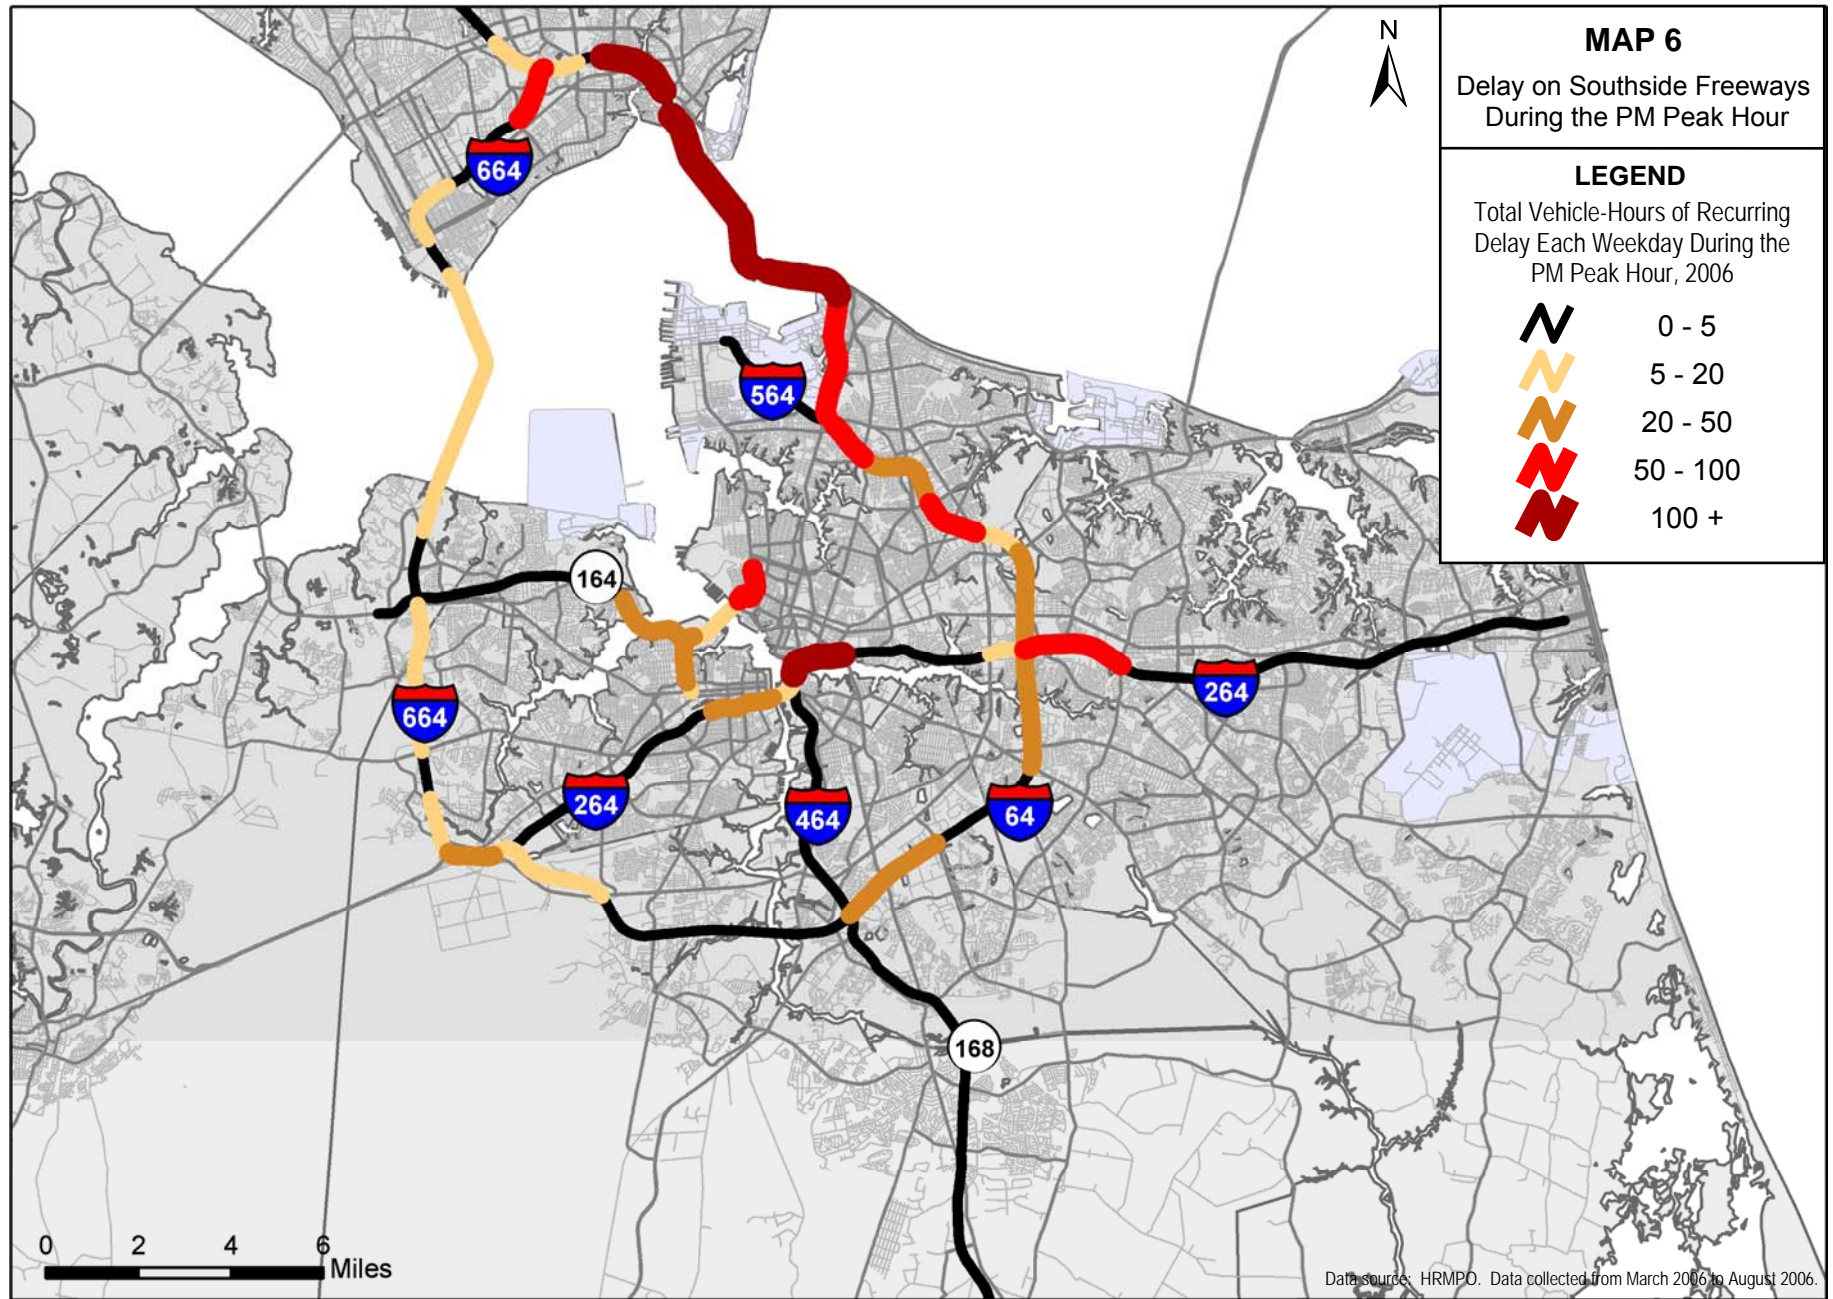 N
MAP 6
Delay on Southside Freeways
During the PM Peak Hour
LEGEND
Total Vehicle-Hours of Recurring
Delay Each Weekday During the
PM Peak Hour, 2006
0 - 5
5 - 20
20 - 50
50 - 100
100 +
664
564
164
664
264
264
464
64
168
0 2 4 6
Miles
Data source: HRMPO. Data collected from March 2006 to August 2006.